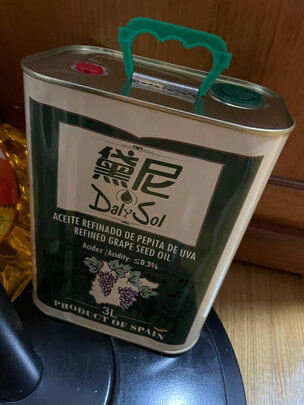 黛尼
Daly Sol
ACEITE REFINADO DE PEPITA DE UVA
REFINED GRAPE SEED OIL
Acidez /Acidity: ≤0.3%
3L
PRODUCT OF SPAIN